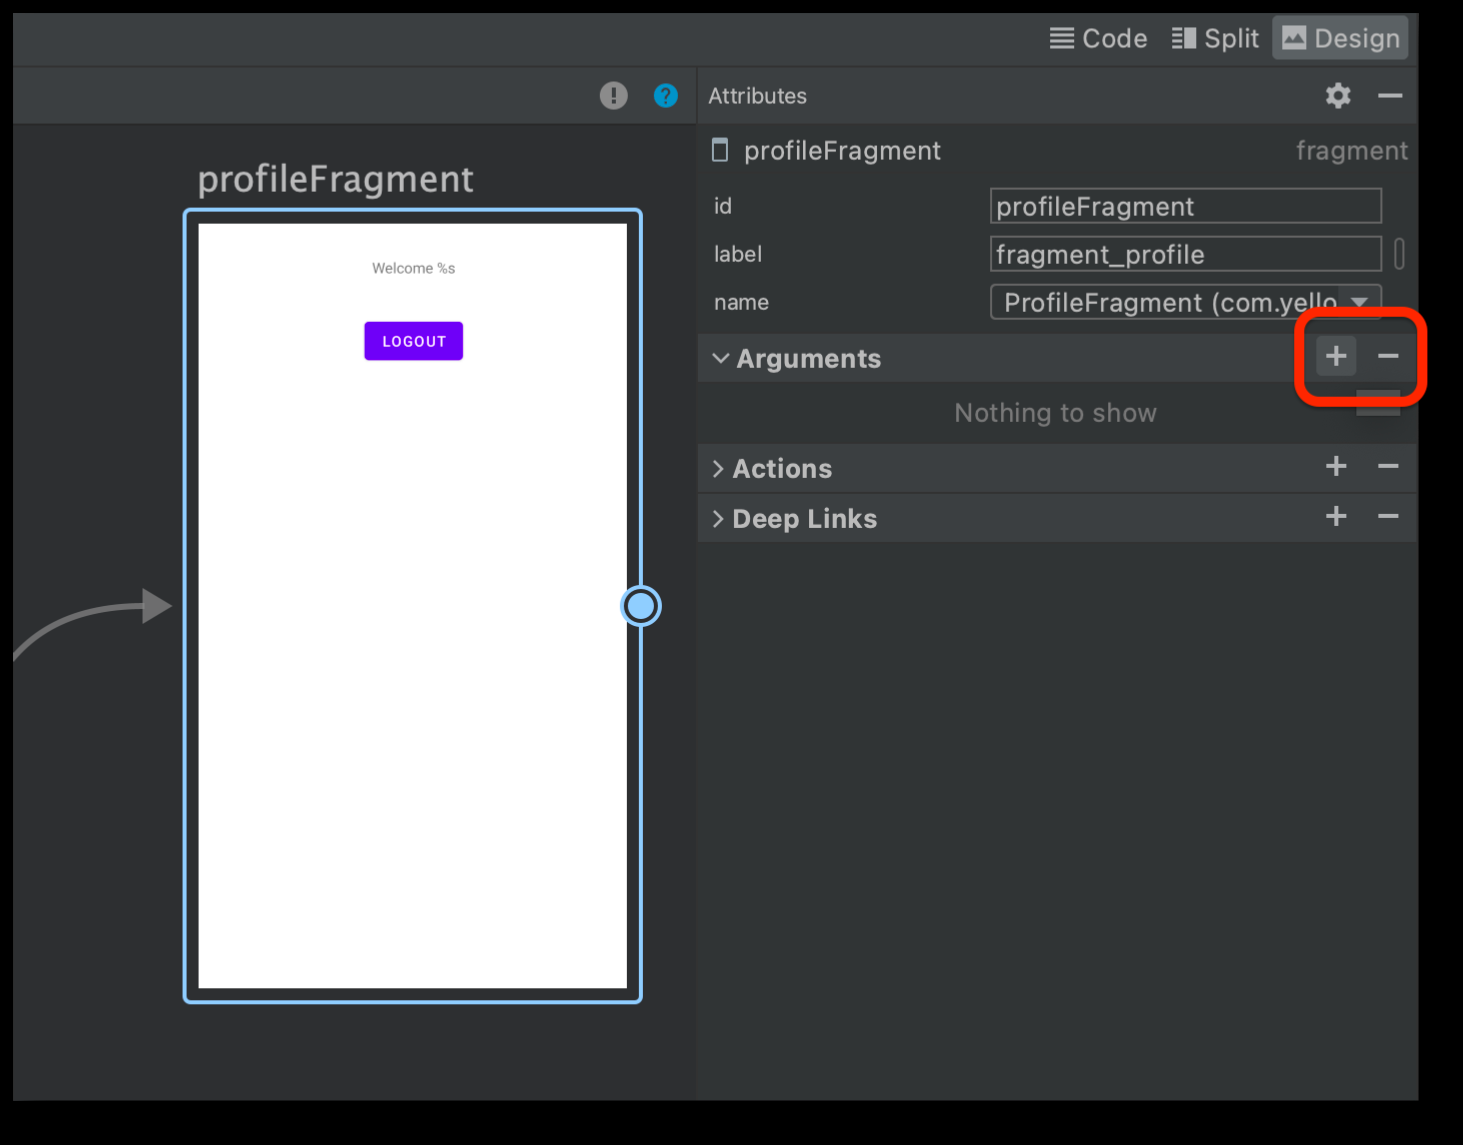 Code Split Design
Attributes
profileFragment fragment
profileFragment
id profileFragment
label fragment_profile
name ProfileFragment (com.yello
Welcome %s
LOGOUT
Arguments
Nothing to show
Actions
Deep Links